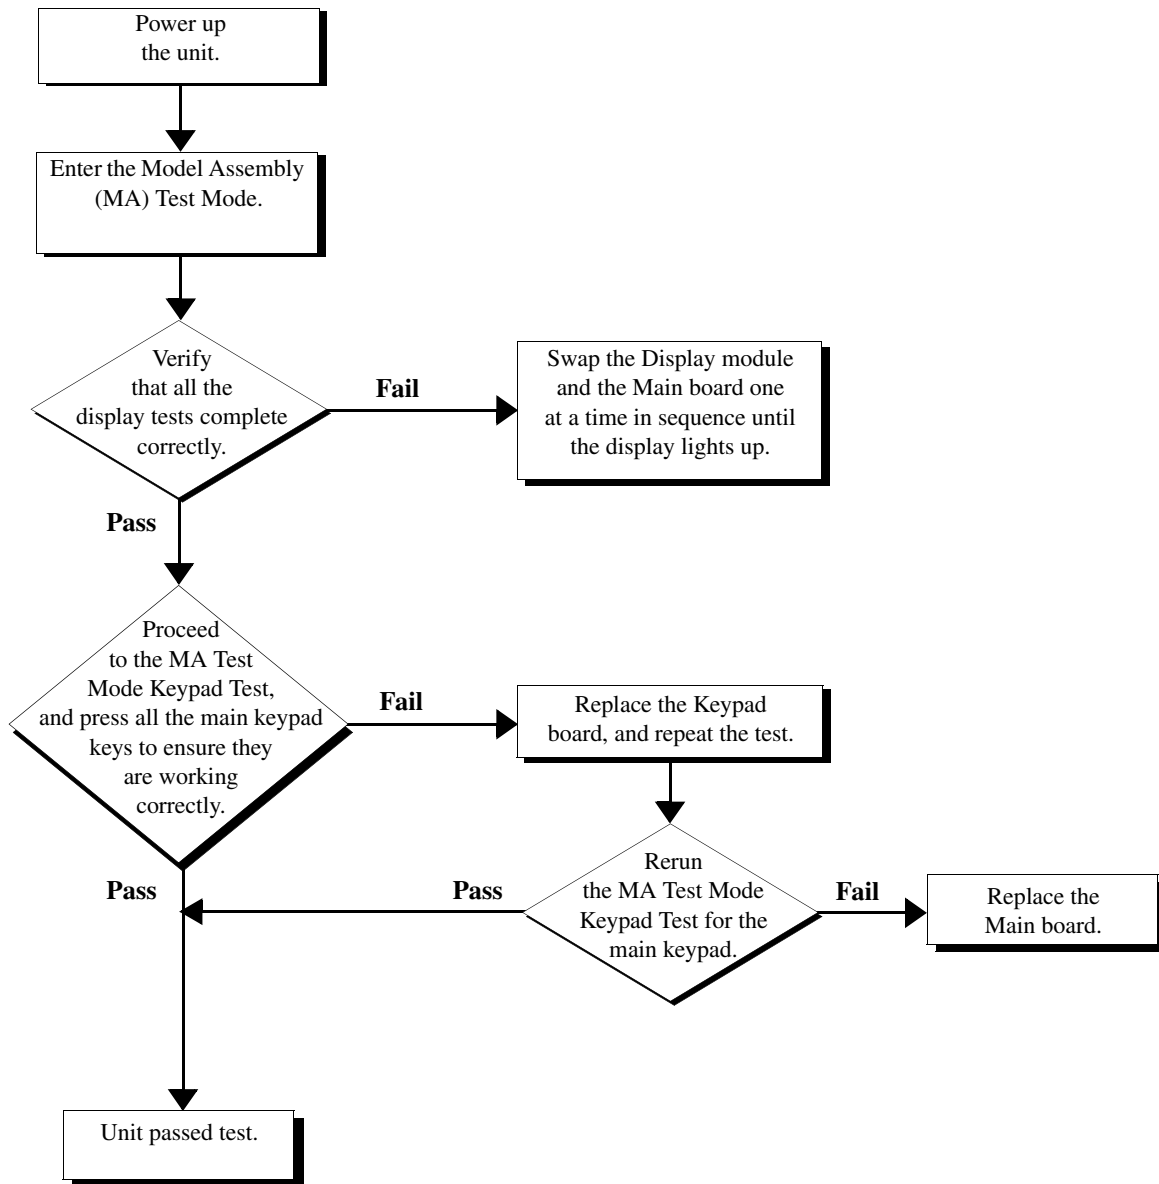 Power up
the unit.
Enter the Model Assembly
(MA) Test Mode.
Verify
that all the
display tests complete
correctly.
Fail
Swap the Display module
and the Main board one
at a time in sequence until
the display lights up.
Pass
Proceed
to the MA Test
Mode Keypad Test,
and press all the main keypad
keys to ensure they
are working
correctly.
Fail
Replace the Keypad
board, and repeat the test.
Pass
Pass
Rerun
the MA Test Mode
Keypad Test for the
main keypad.
Fail
Replace the
Main board.
Unit passed test.